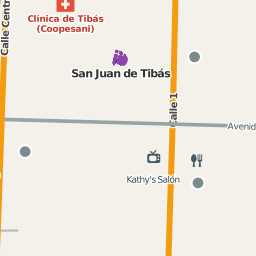 Clínica de Tibás
(Coopesani)
Calle Centr
San Juan de Tibás
Calle 1
Avenid
Kathy's Salón